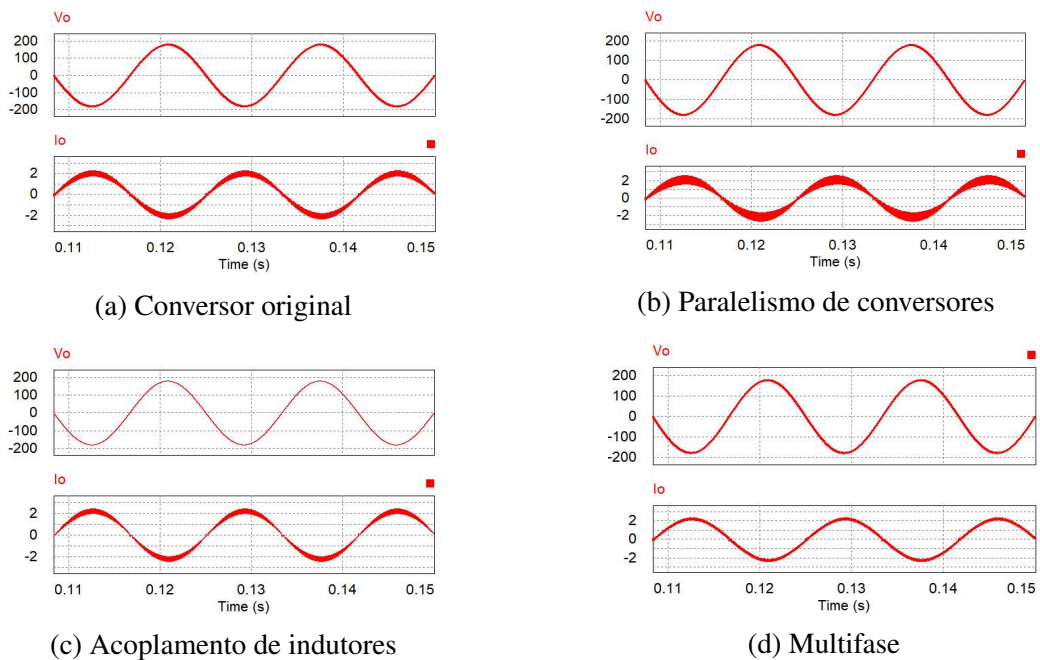 Vo
200
100
0
-100
-200
Io
2
0
-2
0.11 0.12 0.13 0.14 0.15
Time (s)
(a) Conversor original
Vo
200
100
0
-100
-200
Io
2
0
-2
0.11 0.12 0.13 0.14 0.15
Time (s)
(b) Paralelismo de conversores
Vo
200
100
0
-100
-200
Io
2
0
-2
0.11 0.12 0.13 0.14 0.15
Time (s)
(c) Acoplamento de indutores
Vo
200
100
0
-100
-200
Io
2
0
-2
0.11 0.12 0.13 0.14 0.15
Time (s)
(d) Multifase